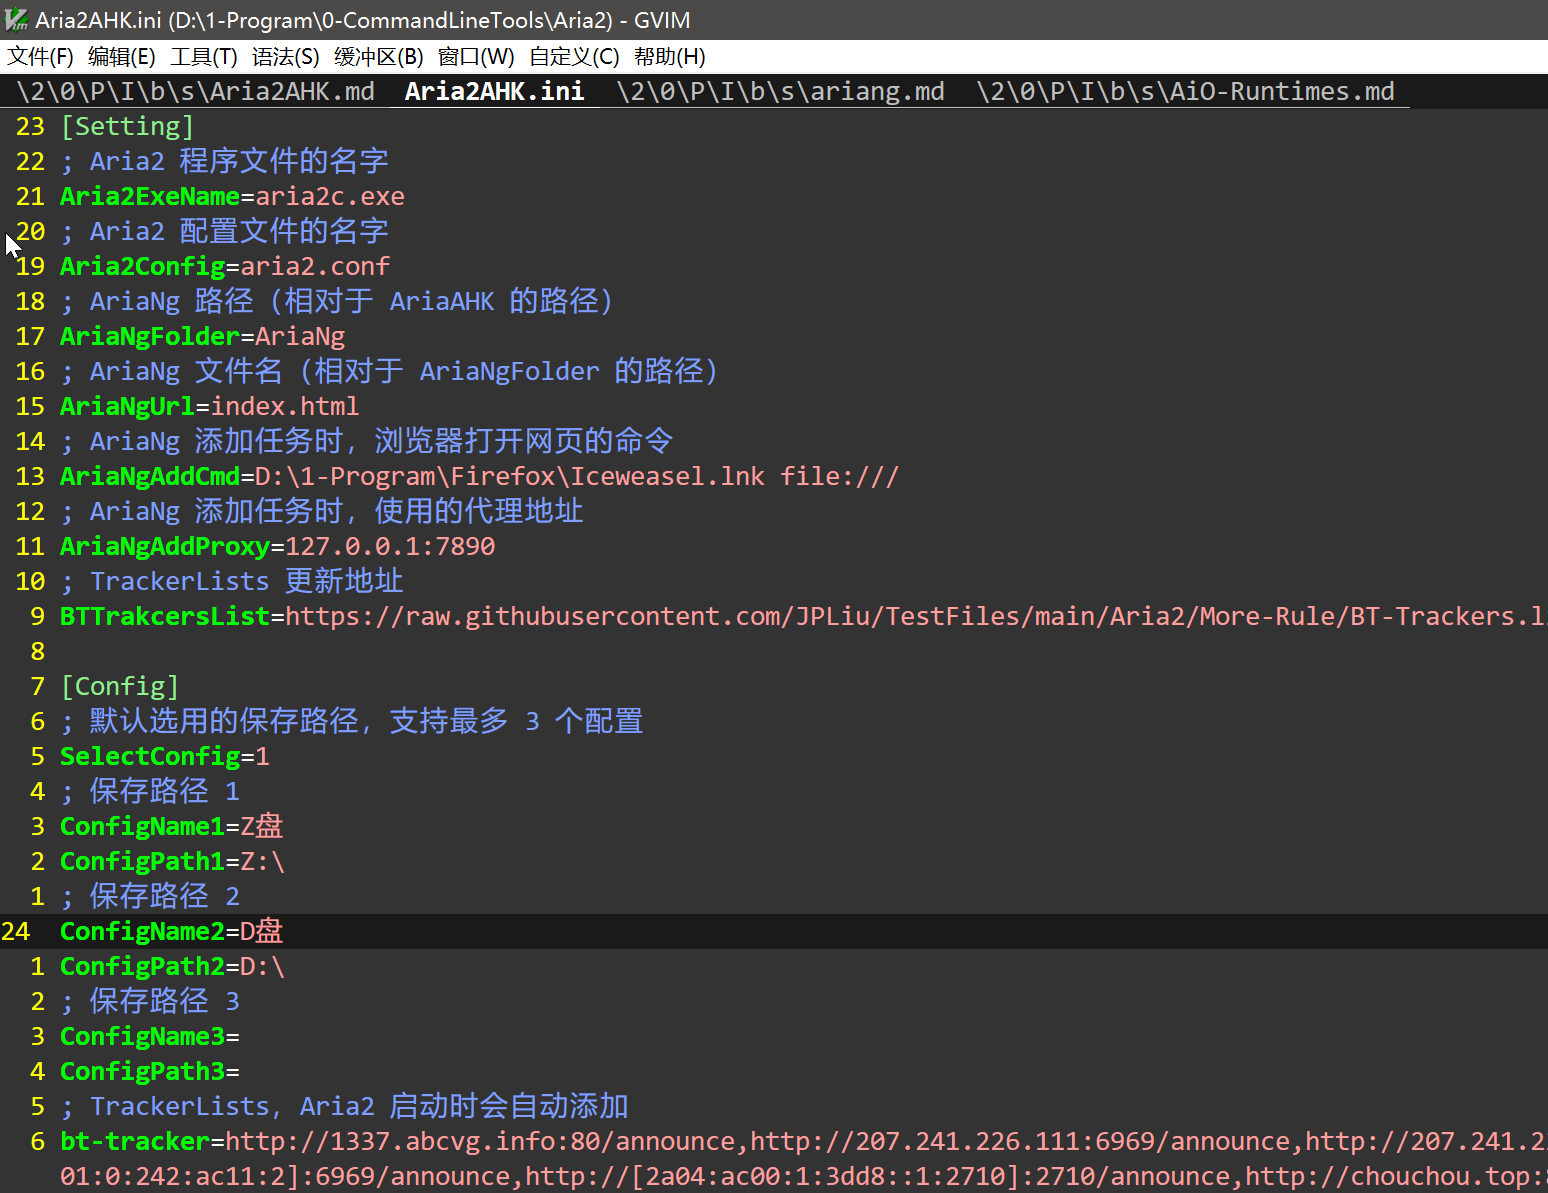 Aria2AHK.ini (D:\1-Program\0-CommandLineTools\Aria2) - GVIM
文件(F) 编辑(E) 工具(T) 语法(S) 缓冲区(B) 窗口(W) 自定义(C) 帮助(H)
\2\0\P\I\b\s\Aria2AHK.md Aria2AHK.ini \2\0\P\I\b\s\ariang.md \2\0\P\I\b\s\AiO-Runtimes.md
23 [Setting]
22 ; Aria2 程序文件的名字
21 Aria2ExeName=aria2c.exe
20 ; Aria2 配置文件的名字
19 Aria2Config=aria2.conf
18 ; AriaNg 路径（相对于 AriaAHK 的路径）
17 AriaNgFolder=AriaNg
16 ; AriaNg 文件名（相对于 AriaNgFolder 的路径）
15 AriaNgUrl=index.html
14 ; AriaNg 添加任务时，浏览器打开网页的命令
13 AriaNgAddCmd=D:\1-Program\Firefox\Iceweasel.lnk file:///
12 ; AriaNg 添加任务时，使用的代理地址
11 AriaNgAddProxy=127.0.0.1:7890
10 ; TrackerLists 更新地址
9 BTTrakcersList=https://raw.githubusercontent.com/JPLiu/TestFiles/main/Aria2/More-Rule/BT-Trackers.l
8
7 [Config]
6 ; 默认选用的保存路径，支持最多 3 个配置
5 SelectConfig=1
4 ; 保存路径 1
3 ConfigName1=Z盘
2 ConfigPath1=Z:\
1 ; 保存路径 2
24 ConfigName2=D盘
1 ConfigPath2=D:\
2 ; 保存路径 3
3 ConfigName3=
4 ConfigPath3=
5 ; TrackerLists，Aria2 启动时会自动添加
6 bt-tracker=http://1337.abcvg.info:80/announce,http://207.241.226.111:6969/announce,http://207.241.2
01:0:242:ac11:2]:6969/announce,http://[2a04:ac00:1:3dd8::1:2710]:2710/announce,http://chouchou.top: